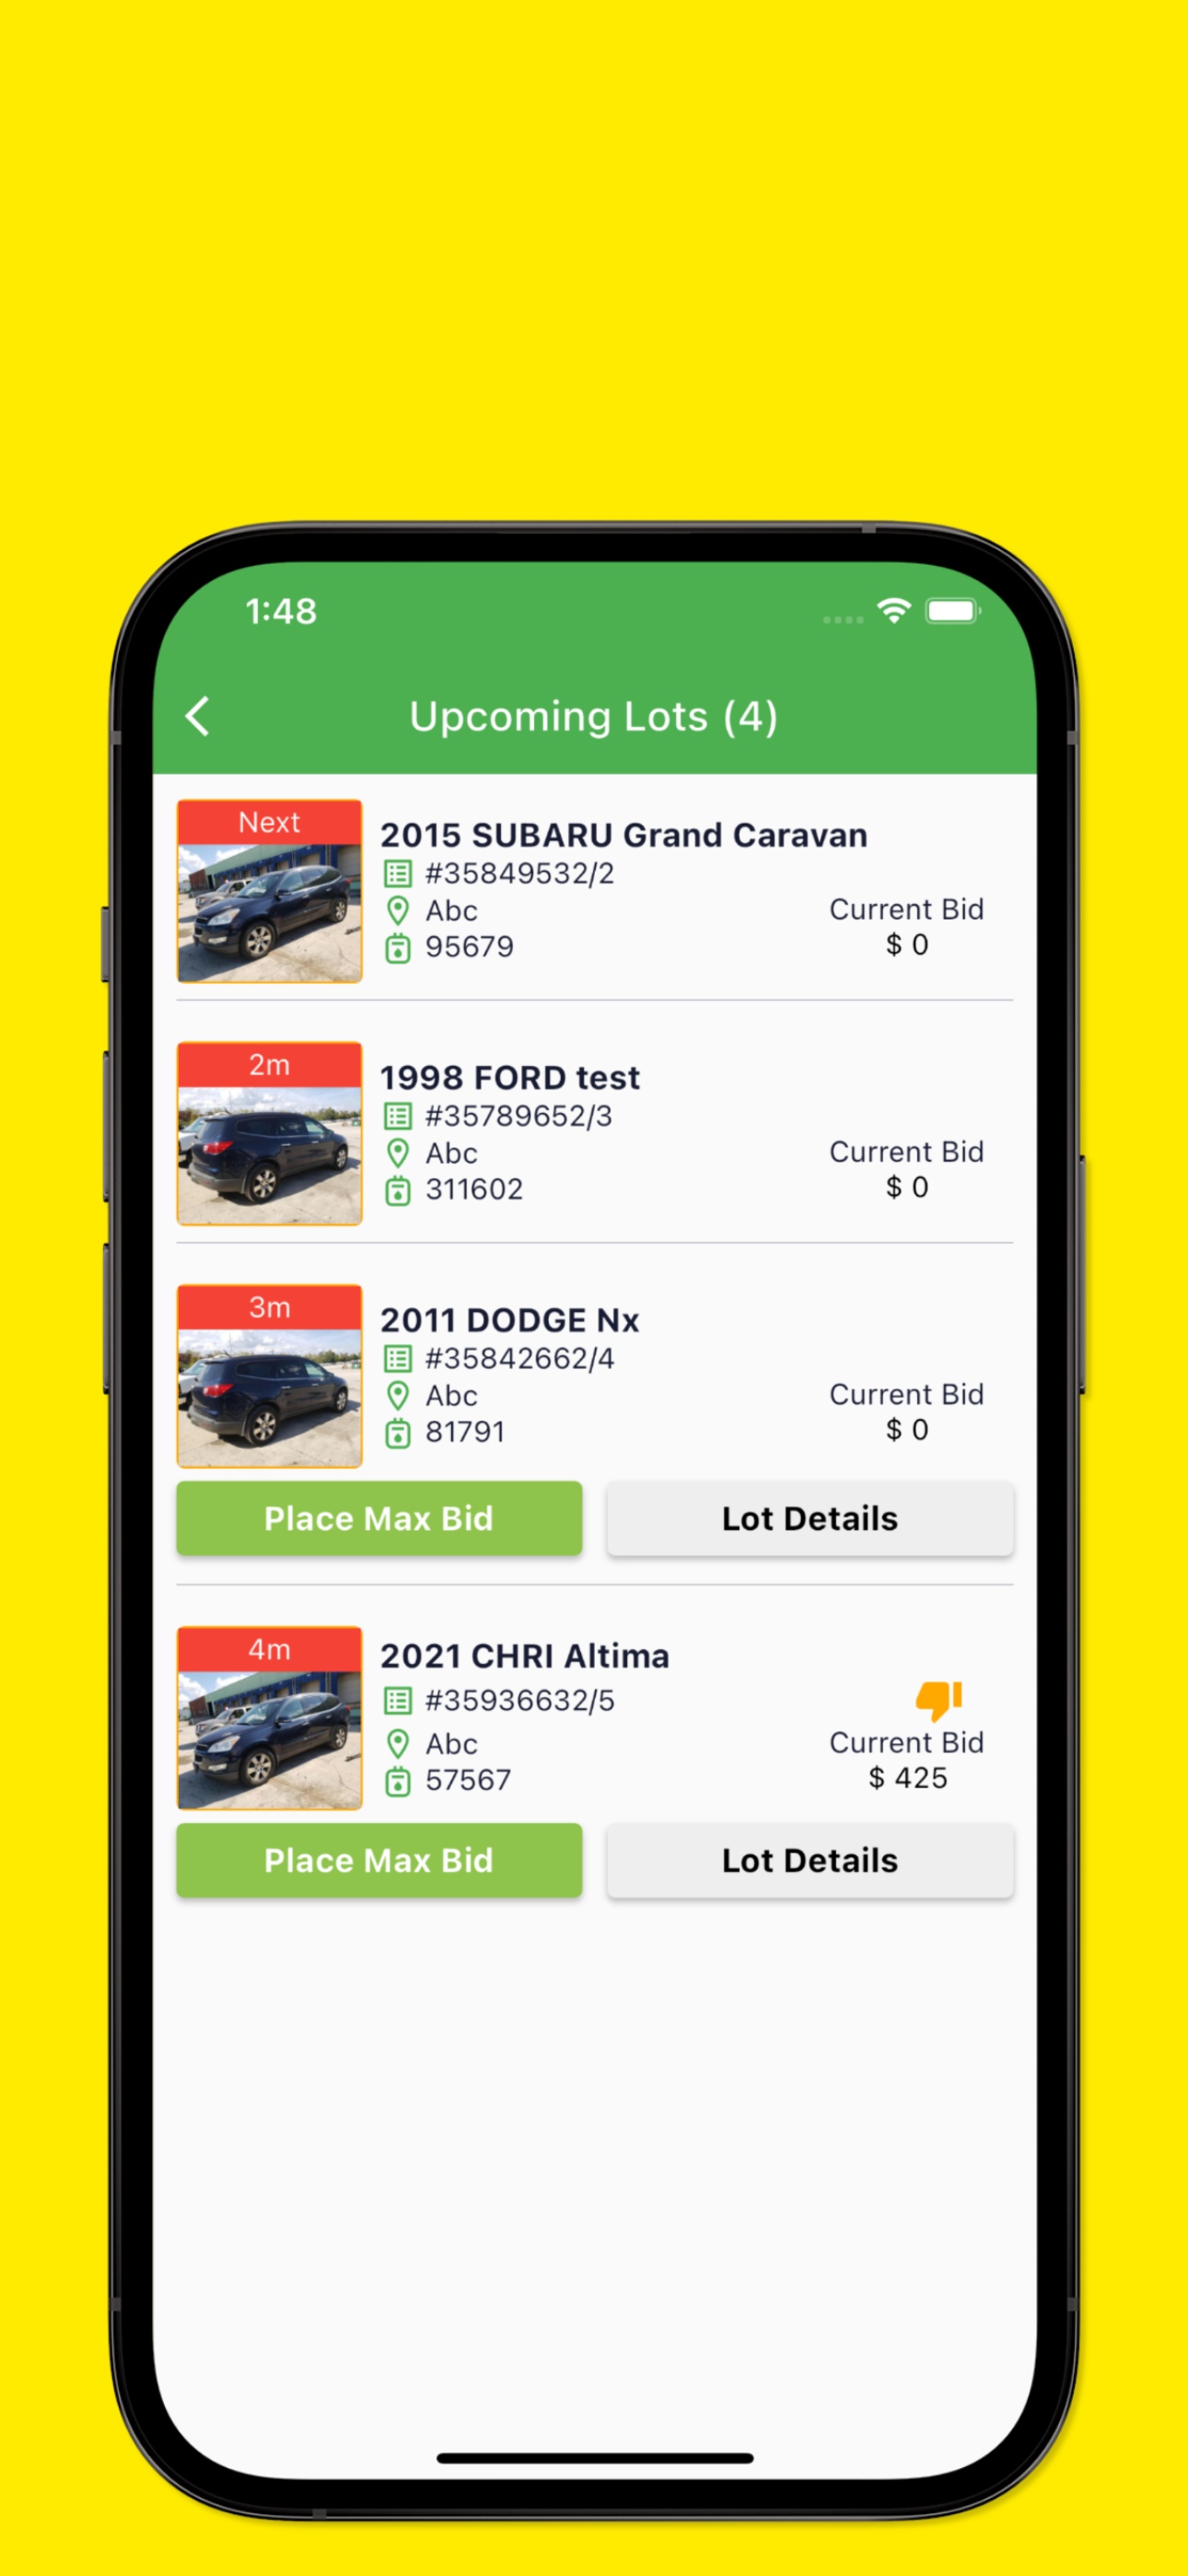 1:48
Upcoming Lots (4)
Next
2015 SUBARU Grand Caravan
#35849532/2
Abc
95679
Current Bid
$ 0
2m
1998 FORD test
#35789652/3
Abc
311602
Current Bid
$ 0
3m
2011 DODGE Nx
#35842662/4
Abc
81791
Current Bid
$ 0
Place Max Bid
Lot Details
4m
2021 CHRI Altima
#35936632/5
Abc
57567
Current Bid
$ 425
Place Max Bid
Lot Details